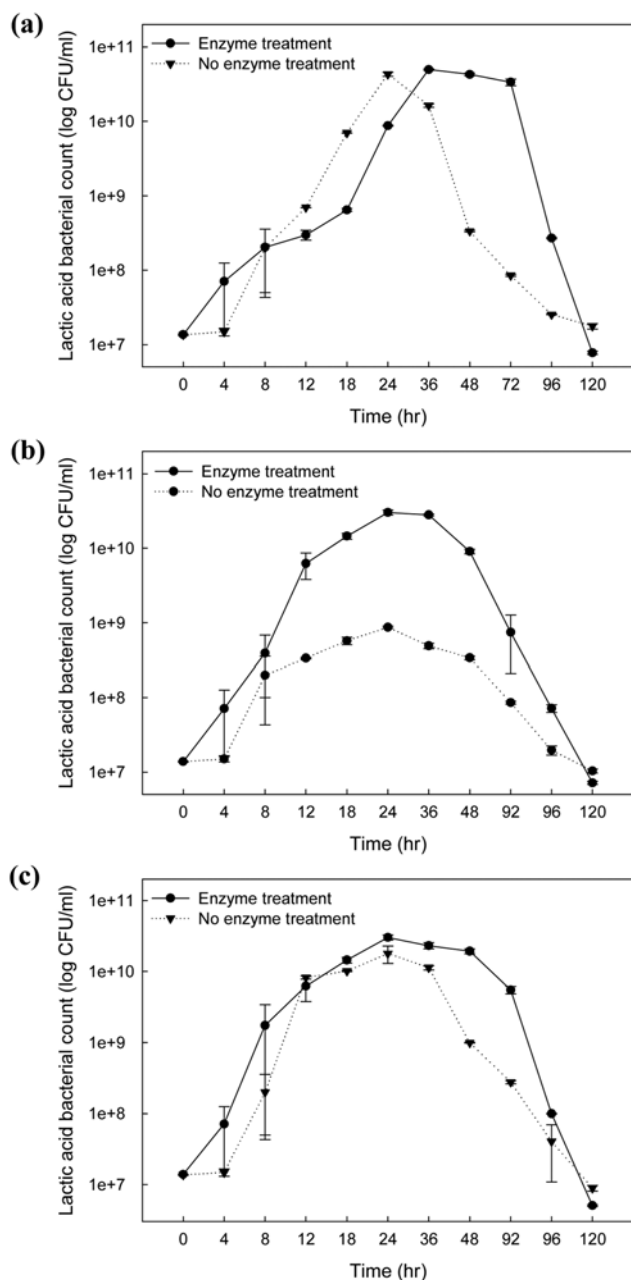 (a)
Enzyme treatment
No enzyme treatment
Lactic acid bacterial count (log CFU/ml)
1e+11
1e+10
1e+9
1e+8
1e+7
0 4 8 12 18 24 36 48 72 96 120
Time (hr)
(b)
Enzyme treatment
No enzyme treatment
Lactic acid bacterial count (log CFU/ml)
1e+11
1e+10
1e+9
1e+8
1e+7
0 4 8 12 18 24 36 48 92 96 120
Time (hr)
(c)
Enzyme treatment
No enzyme treatment
Lactic acid bacterial count (log CFU/ml)
1e+11
1e+10
1e+9
1e+8
1e+7
0 4 8 12 18 24 36 48 92 96 120
Time (hr)